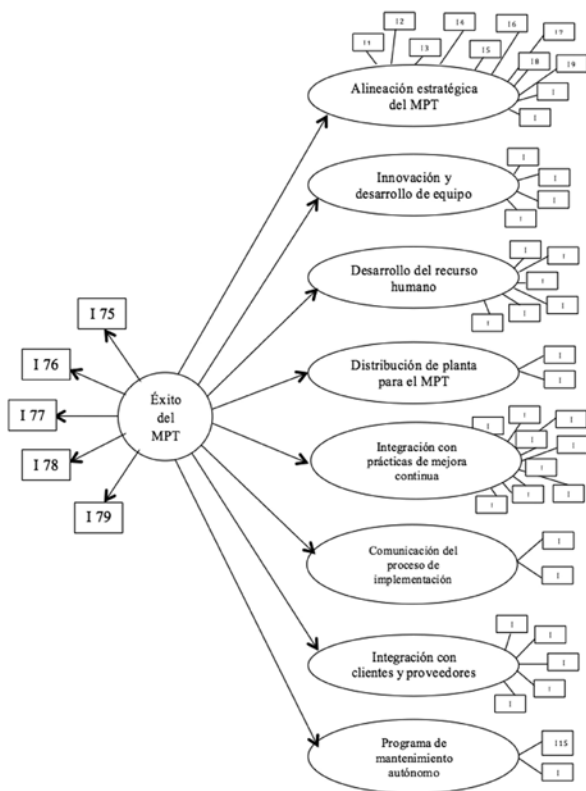 I1
I2
I3
I4
I5
I6
I7
I8
I9
I
I
Alineación estratégica
del MPT
I
I
I
I
Innovación y
desarrollo de equipo
I
I
I
I
I
I
I
Desarrollo del recurso
humano
I
I
Distribución de planta
para el MPT
I
I
I
I
I
I
I
I
I
I
Integración con
prácticas de mejora
continua
I
I
Comunicación del
proceso de
implementación
I
I
I
I
I
Integración con
clientes y proveedores
I15
I
Programa de
mantenimiento
autónomo
Éxito
del
MPT
I 75
I 76
I 77
I 78
I 79